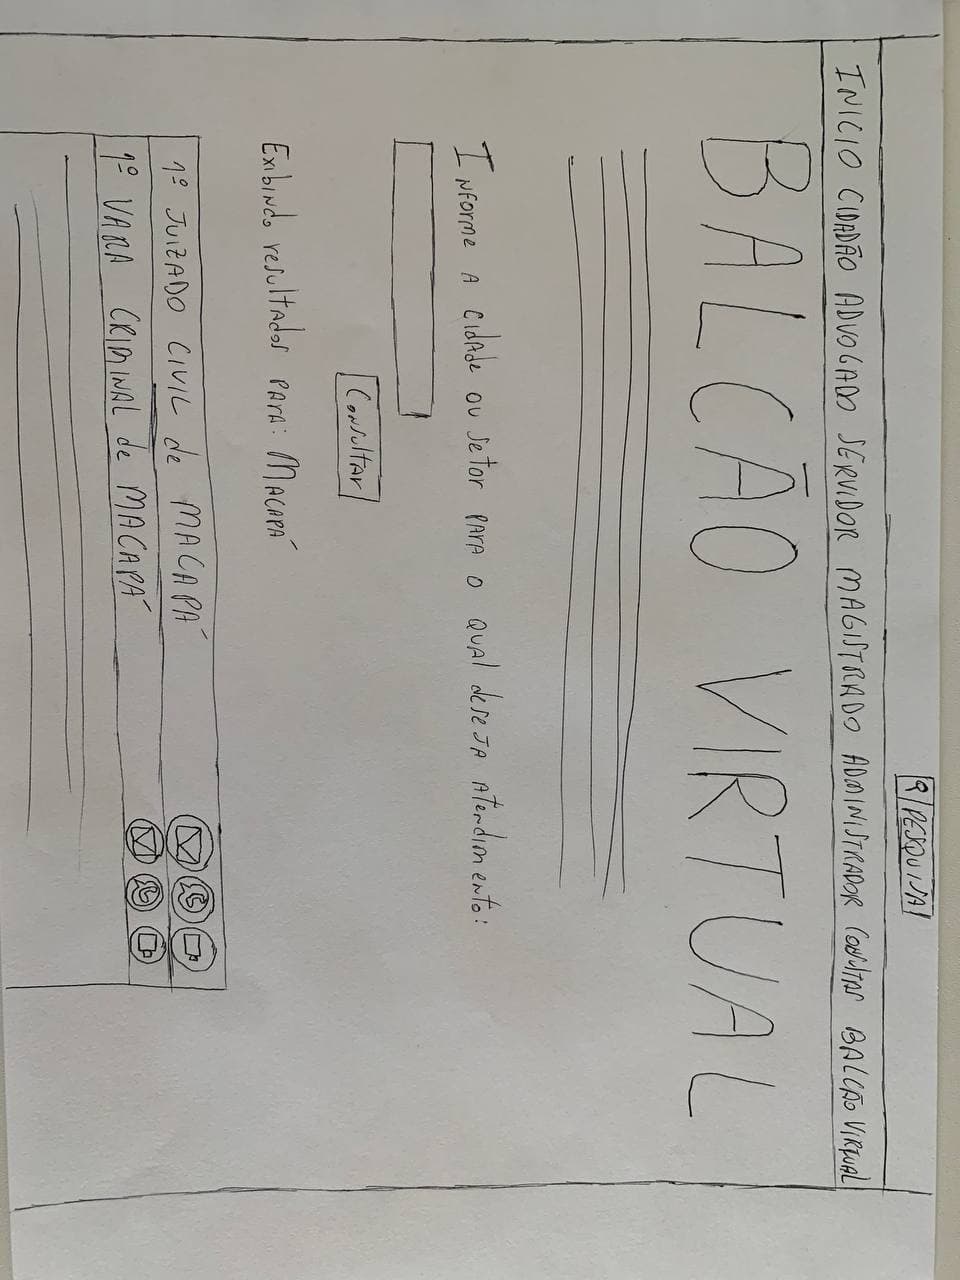 PESQUISA
INICIO CIDADÃO ADVOGADO SERVIDOR MAGISTRADO ADMINISTRADOR CONSULTAS BALCÃO VIRTUAL
BALCÃO VIRTUAL
Informe a cidade ou setor para o qual deseja atendimento:
Consultar
Exibindo resultados para: Macapá
1º JUIZADO CIVIL de MACAPÁ
1º VARA CRIMINAL de MACAPÁ